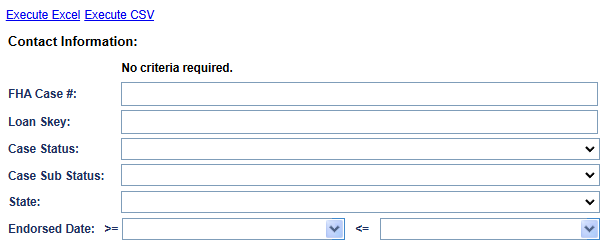 Execute Excel Execute CSV
Contact Information:
No criteria required.
FHA Case #:
Loan Skey:
Case Status:
Case Sub Status:
State:
Endorsed Date: >= <=